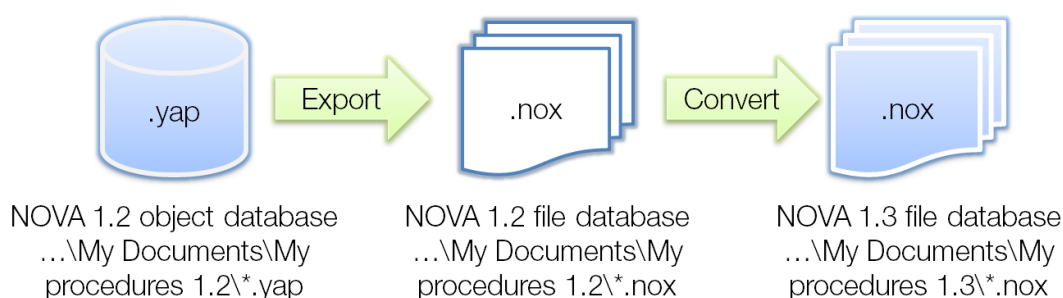 .yap
Export
.nox
Convert
.nox
NOVA 1.2 object database
…\My Documents\My
procedures 1.2\*.yap
NOVA 1.2 file database
…\My Documents\My
procedures 1.2\*.nox
NOVA 1.3 file database
…\My Documents\My
procedures 1.3\*.nox